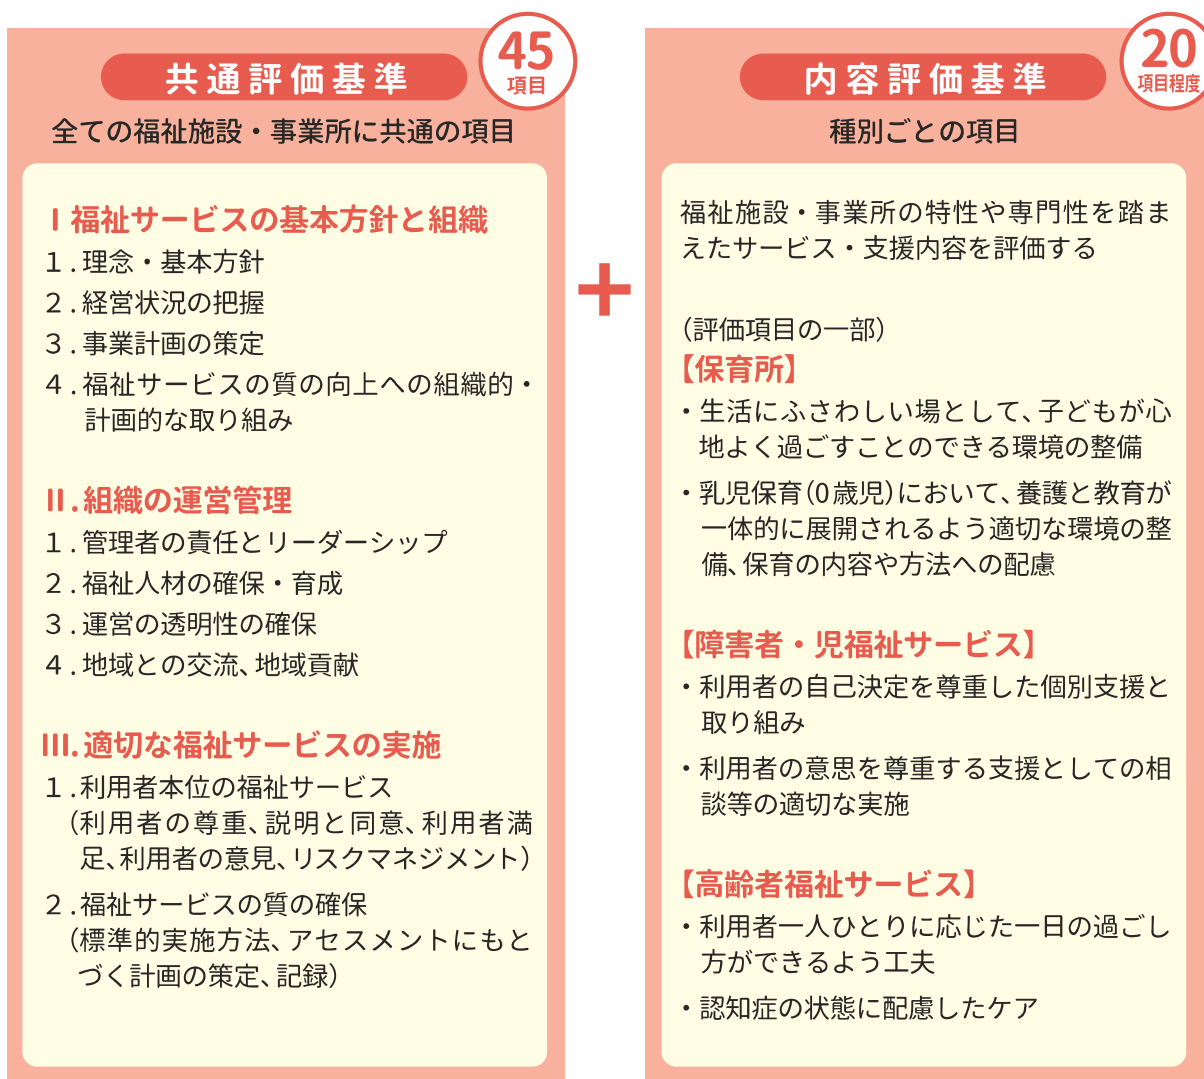 共通評価基準
45
項目
全ての福祉施設・事業所に共通の項目
Ⅰ福祉サービスの基本方針と組織
1.理念・基本方針
2.経営状況の把握
3.事業計画の策定
4.福祉サービスの質の向上への組織的・
計画的な取り組み
II.組織の運営管理
1.管理者の責任とリーダーシップ
2.福祉人材の確保・育成
3.運営の透明性の確保
4.地域との交流、地域貢献
III.適切な福祉サービスの実施
1.利用者本位の福祉サービス
（利用者の尊重、説明と同意、利用者満
足、利用者の意見、リスクマネジメント）
2.福祉サービスの質の確保
（標準的実施方法、アセスメントにもと
づく計画の策定、記録）
+
内容評価基準
20
項目程度
種別ごとの項目
福祉施設・事業所の特性や専門性を踏ま
えたサービス・支援内容を評価する
（評価項目の一部）
【保育所】
・生活にふさわしい場として、子どもが心
地よく過ごすことのできる環境の整備
・乳児保育（0歳児）において、養護と教育が
一体的に展開されるよう適切な環境の整
備、保育の内容や方法への配慮
【障害者・児福祉サービス】
・利用者の自己決定を尊重した個別支援と
取り組み
・利用者の意思を尊重する支援としての相
談等の適切な実施
【高齢者福祉サービス】
・利用者一人ひとりに応じた一日の過ごし
方ができるよう工夫
・認知症の状態に配慮したケア